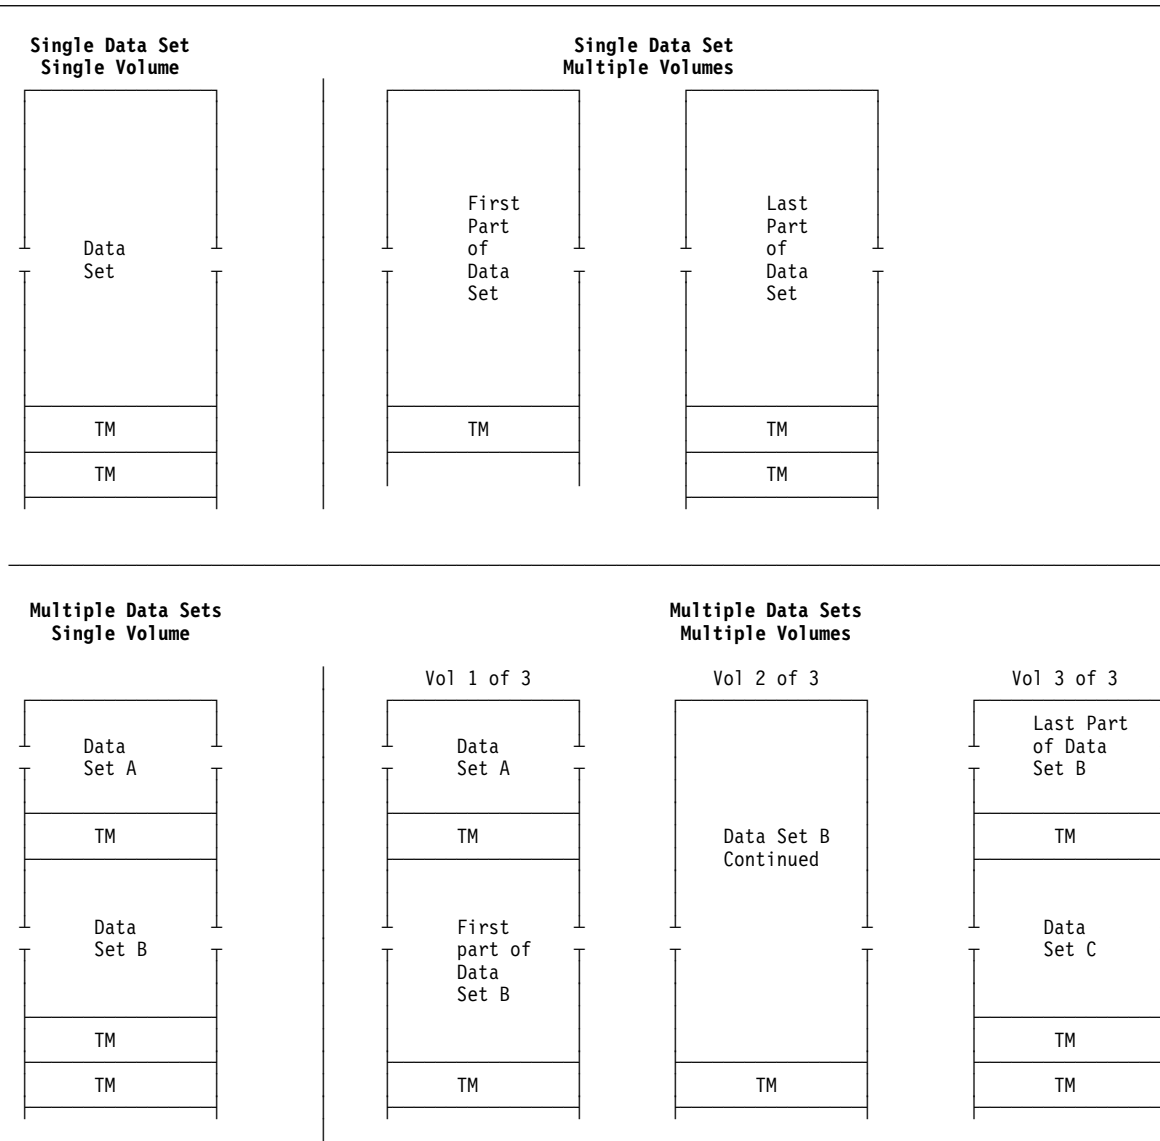 Single Data Set
Single Volume
Single Data Set
Multiple Volumes
Data
Set
TM
TM
First
Part
of
Data
Set
TM
Last
Part
of
Data
Set
TM
TM
Multiple Data Sets
Single Volume
Multiple Data Sets
Multiple Volumes
Data
Set A
TM
Data
Set B
TM
TM
Vol 1 of 3
Data
Set A
TM
First
part of
Data
Set B
TM
Vol 2 of 3
Data Set B
Continued
TM
Vol 3 of 3
Last Part
of Data
Set B
TM
Data
Set C
TM
TM